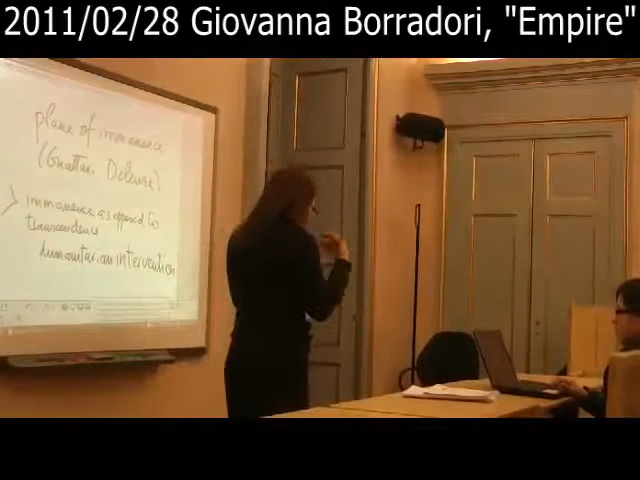 2011/02/28 Giovanna Borradori, "Empire"
plane of immanence
(Guattari, Deleuze)
> immanence as opposed to
transcendence
humanitarian intervention